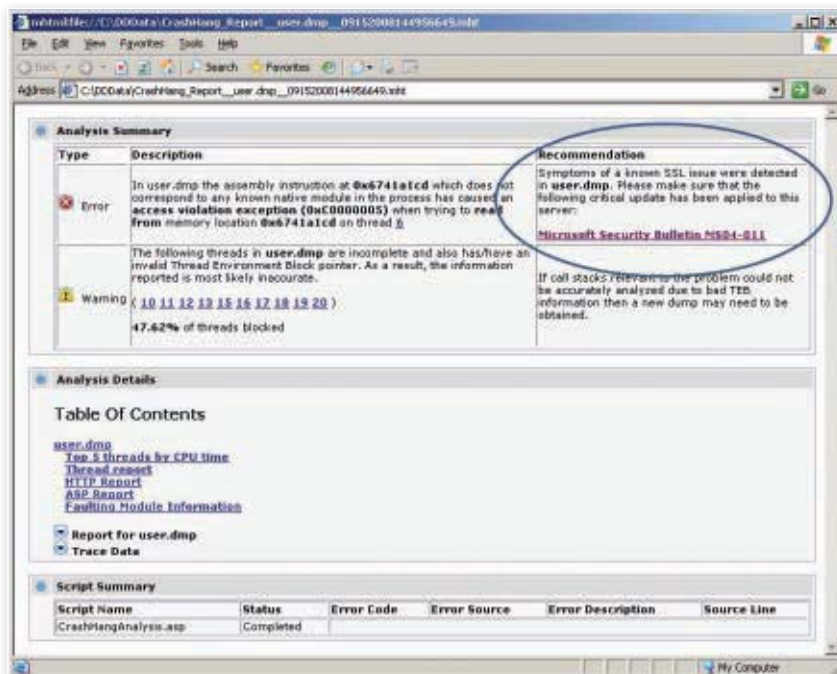 mhtmlfile://C:\DDData\CrashHang_Report__user.dmp__09152008144956649.mht
File Edit View Favorites Tools Help
Back Search Favorites
Address C:\DDData\CrashHang_Report__user.dmp__09152008144956649.mht Go
Analysis Summary
Type Description Recommendation
Error
In user.dmp the assembly instruction at 0x6741a1cd which does not
correspond to any known native module in the process has caused an
access violation exception (0xC0000005) when trying to read
from memory location 0x6741a1cd on thread 6
Symptoms of a known SSL issue were detected
in user.dmp. Please make sure that the
following critical update has been applied to this
server:
Microsoft Security Bulletin MS04-011
Warning
The following threads in user.dmp are incomplete and also has/have an
invalid Thread Environment Block pointer. As a result, the information
reported is most likely inaccurate.
( 10 11 12 13 15 16 17 18 19 20 )
47.62% of threads blocked
If call stacks relevant to the problem could not
be accurately analyzed due to bad TEB
information then a new dump may need to be
obtained.
Analysis Details
Table Of Contents
user.dmp
Top 5 threads by CPU time
Thread report
HTTP Report
ASP Report
Faulting Module Information
Report for user.dmp
Trace Data
Script Summary
Script Name Status Error Code Error Source Error Description Source Line
CrashHangAnalysis.asp Completed
My Computer